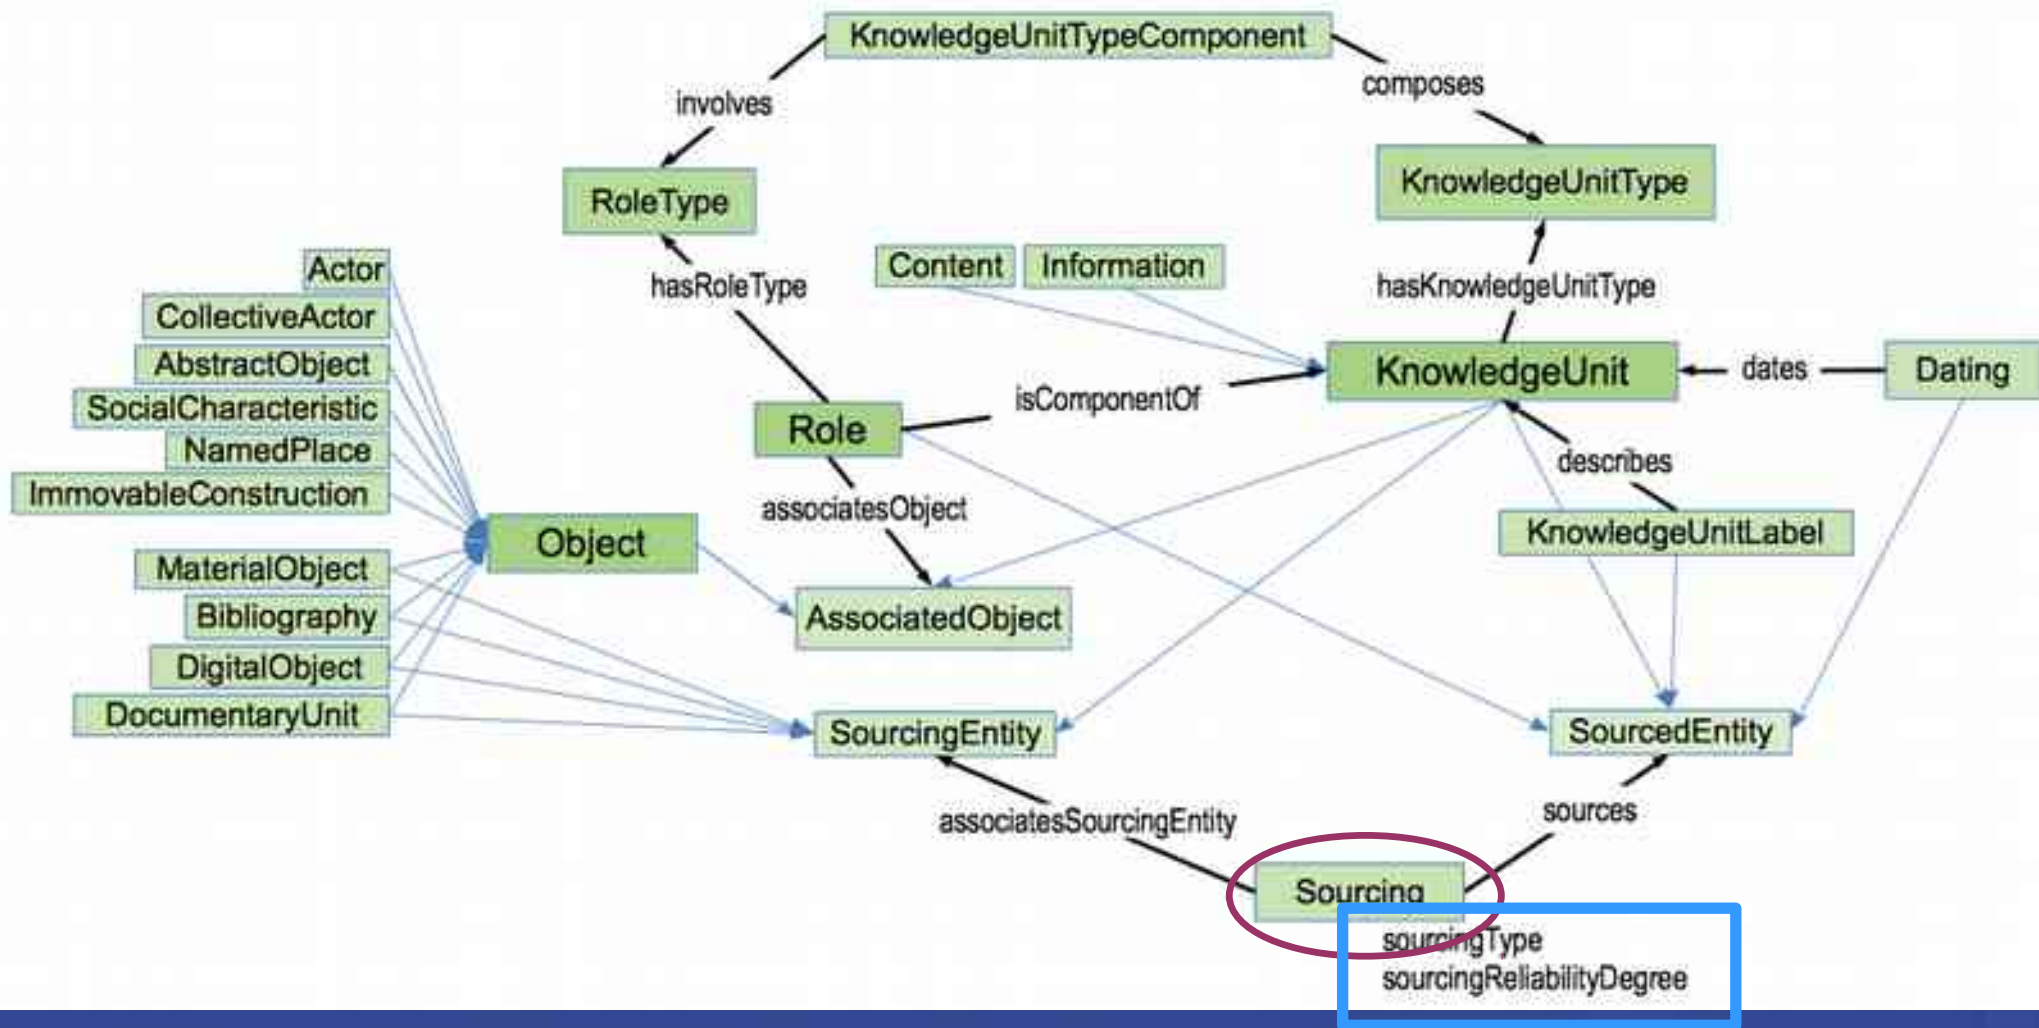 KnowledgeUnitTypeComponent
involves
composes
RoleType
KnowledgeUnitType
Actor
CollectiveActor
AbstractObject
SocialCharacteristic
NamedPlace
ImmovableConstruction
MaterialObject
Bibliography
DigitalObject
DocumentaryUnit
hasRoleType
Content
Information
hasKnowledgeUnitType
KnowledgeUnit
dates
Dating
isComponentOf
Role
describes
associatesObject
KnowledgeUnitLabel
Object
AssociatedObject
SourcingEntity
SourcedEntity
associatesSourcingEntity
sources
Sourcing
sourcingType
sourcingReliabilityDegree